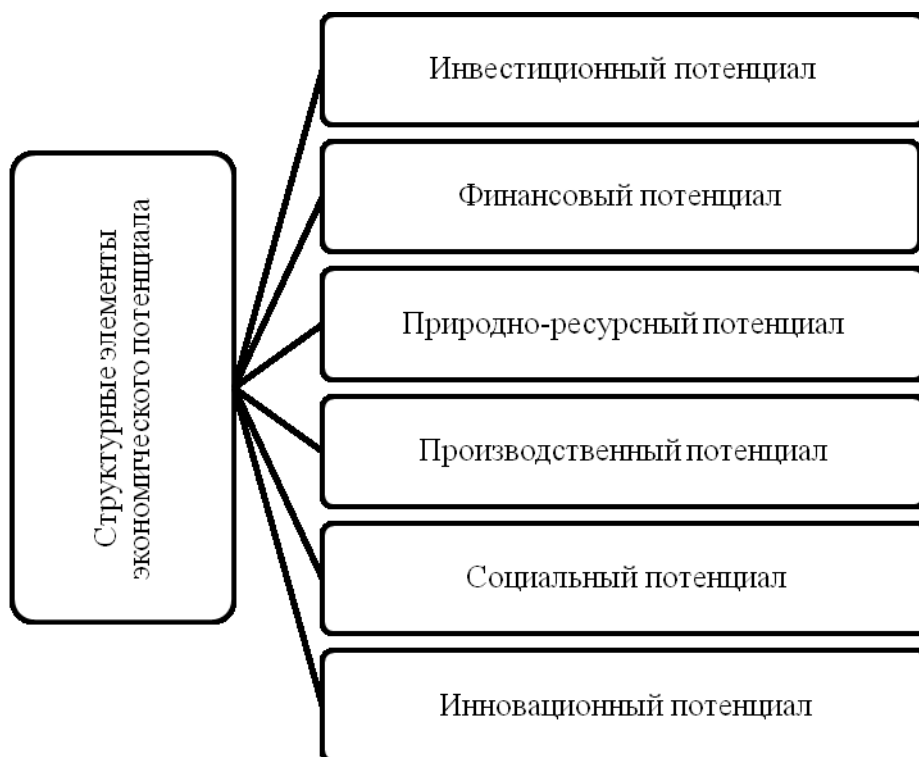 Структурные элементы
экономического потенциала
Инвестиционный потенциал
Финансовый потенциал
Природно-ресурсный потенциал
Производственный потенциал
Социальный потенциал
Инновационный потенциал